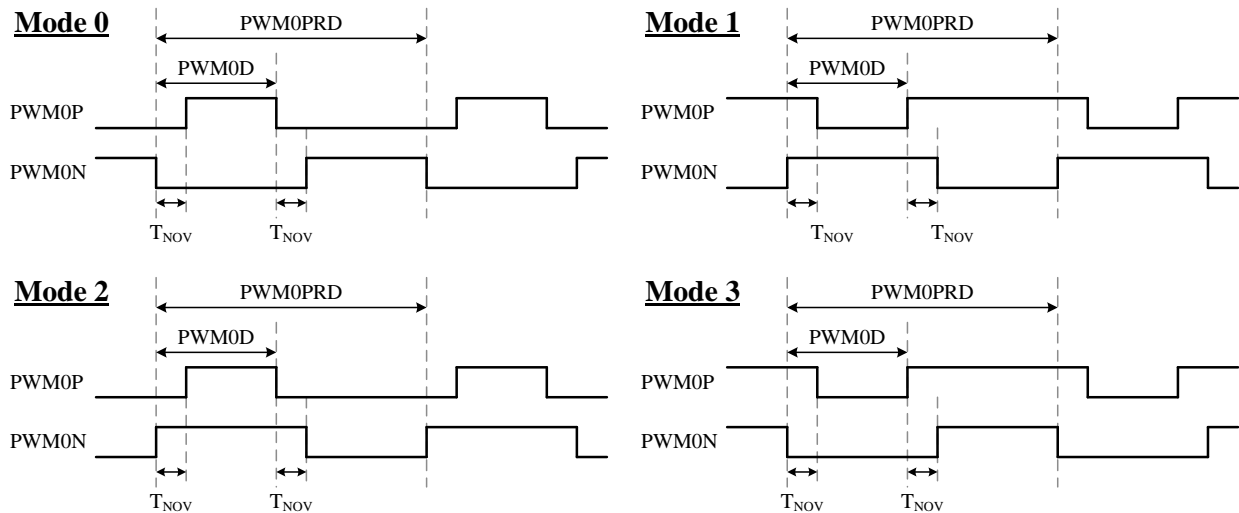 Mode 0
PWM0PRD
PWM0D
PWM0P
PWM0N
TNOV
TNOV
Mode 1
PWM0PRD
PWM0D
PWM0P
PWM0N
TNOV
TNOV
Mode 2
PWM0PRD
PWM0D
PWM0P
PWM0N
TNOV
TNOV
Mode 3
PWM0PRD
PWM0D
PWM0P
PWM0N
TNOV
TNOV